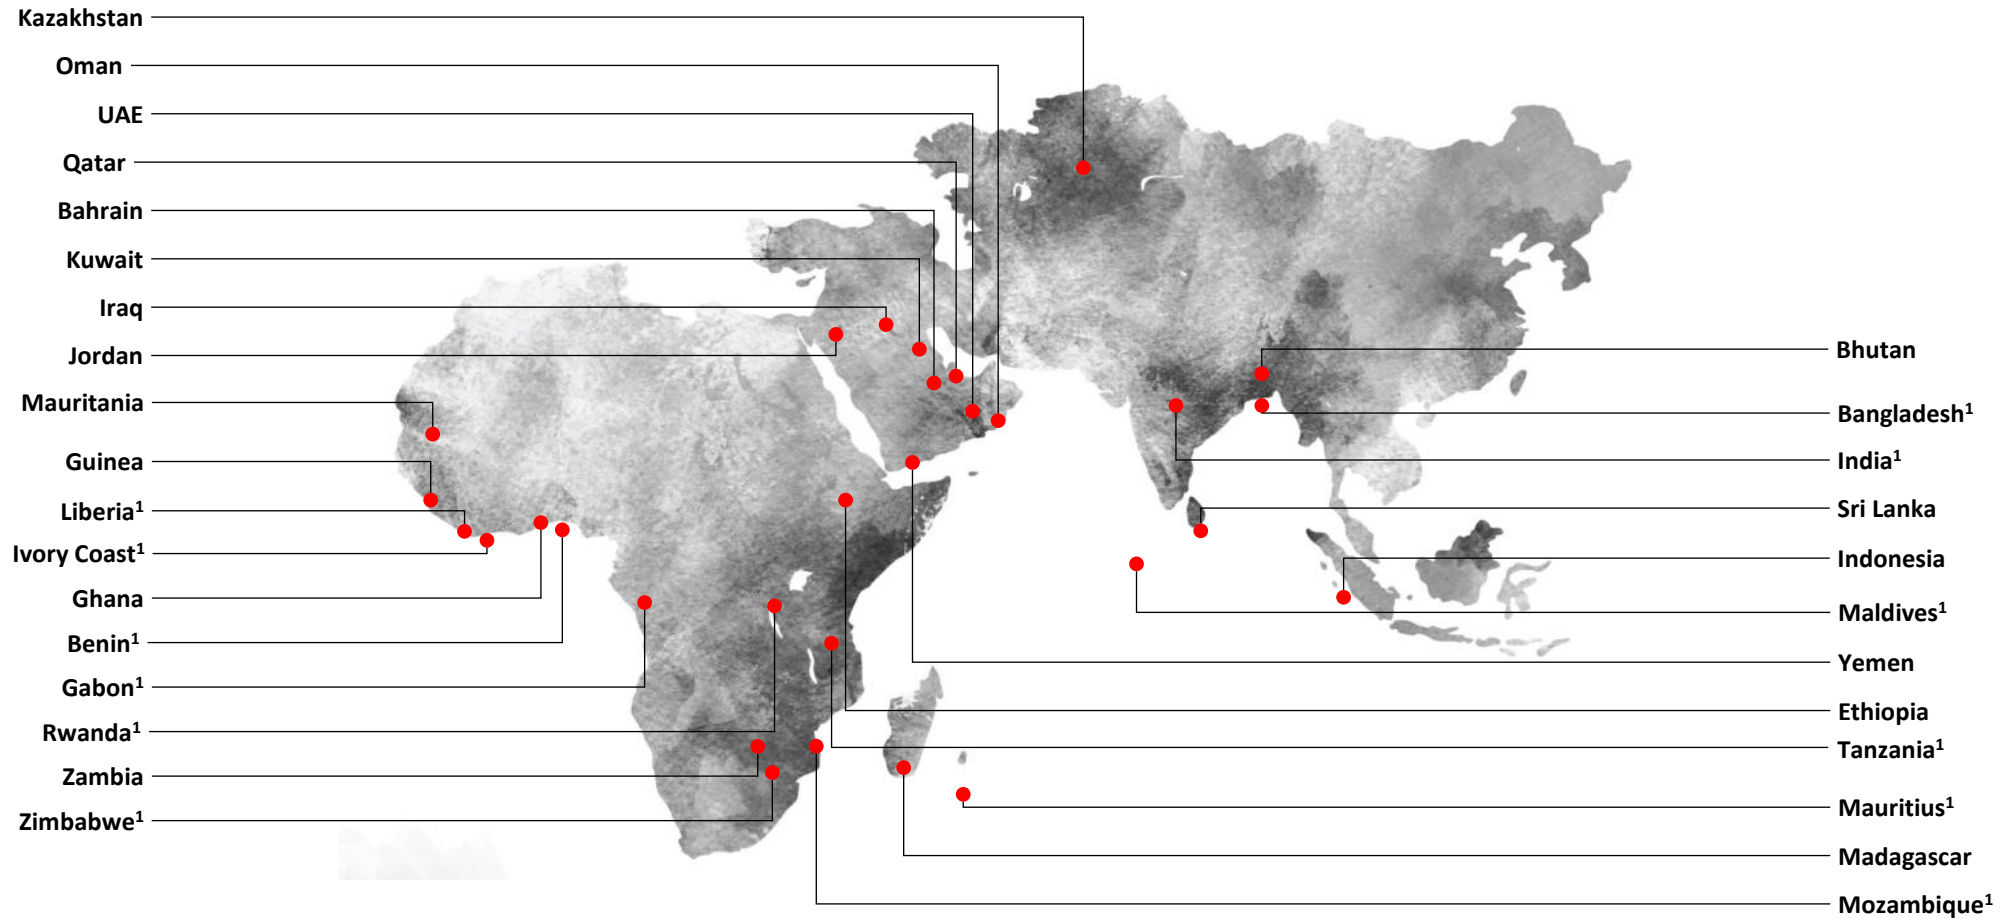 Kazakhstan
Oman
UAE
Qatar
Bahrain
Kuwait
Iraq
Jordan
Mauritania
Guinea
Liberia¹
Ivory Coast¹
Ghana
Benin¹
Gabon¹
Rwanda¹
Zambia
Zimbabwe¹
Bhutan
Bangladesh¹
India¹
Sri Lanka
Indonesia
Maldives¹
Yemen
Ethiopia
Tanzania¹
Mauritius¹
Madagascar
Mozambique¹